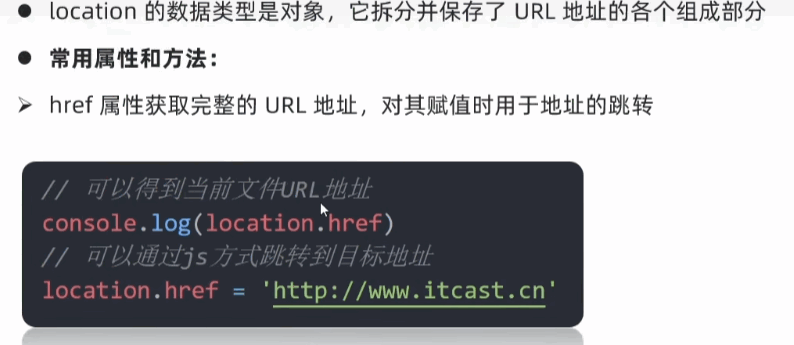 ● location 的数据类型是对象，它拆分并保存了 URL 地址的各个组成部分
● 常用属性和方法：
➢ href 属性获取完整的 URL 地址，对其赋值时用于地址的跳转
// 可以得到当前文件URL地址
console.log(location.href)
// 可以通过js方式跳转到目标地址
location.href = 'http://www.itcast.cn'